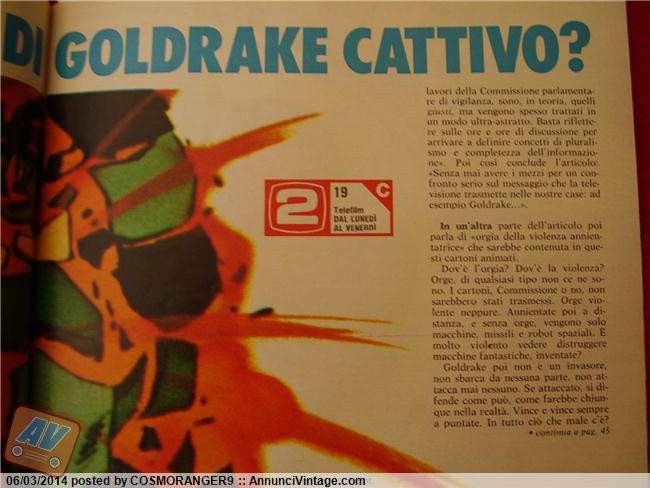 DI GOLDRAKE CATTIVO?
lavori della Commissione parlamenta-
re di vigilanza, sono, in teoria, quelli
giusti, ma vengono spesso trattati in
un modo ultra-astratto. Basta riflette-
re sulle ore e ore di discussione per
arrivare a definire concetti di plurali-
smo e completezza dell'informazio-
ne». Poi così conclude l'articolo:
«Senza mai avere i mezzi per un con-
fronto serio sul messaggio che la tele-
visione trasmette nelle nostre case: ad
esempio Goldrake...».
2
19
C
Telefilm
DAL LUNEDÌ
AL VENERDÌ
In un'altra parte dell'articolo poi
parla di «orgia della violenza annien-
tatrice» che sarebbe contenuta in que-
sti cartoni animati.
Dov'è l'orgia? Dov'è la violenza?
Orge, di qualsiasi tipo non ce ne so-
no. I cartoni, Commissione o no, non
sarebbero stati trasmessi. Orge vio-
lente neppure. Annientate poi a di-
stanza, e senza orge, vengono solo
macchine, missili e robot spaziali. È
molto violento vedere distruggere
macchine fantastiche, inventate?
Goldrake poi non è un invasore,
non sbarca da nessuna parte, non at-
tacca mai nessuno. Se attaccato, si di-
fende come può, come farebbe chiun-
que nella realtà. Vince e vince sempre
a puntate. In tutto ciò che male c'è?
• continua a pag. 45
AV
06/03/2014 posted by COSMORANGER9 :: AnnunciVintage.com